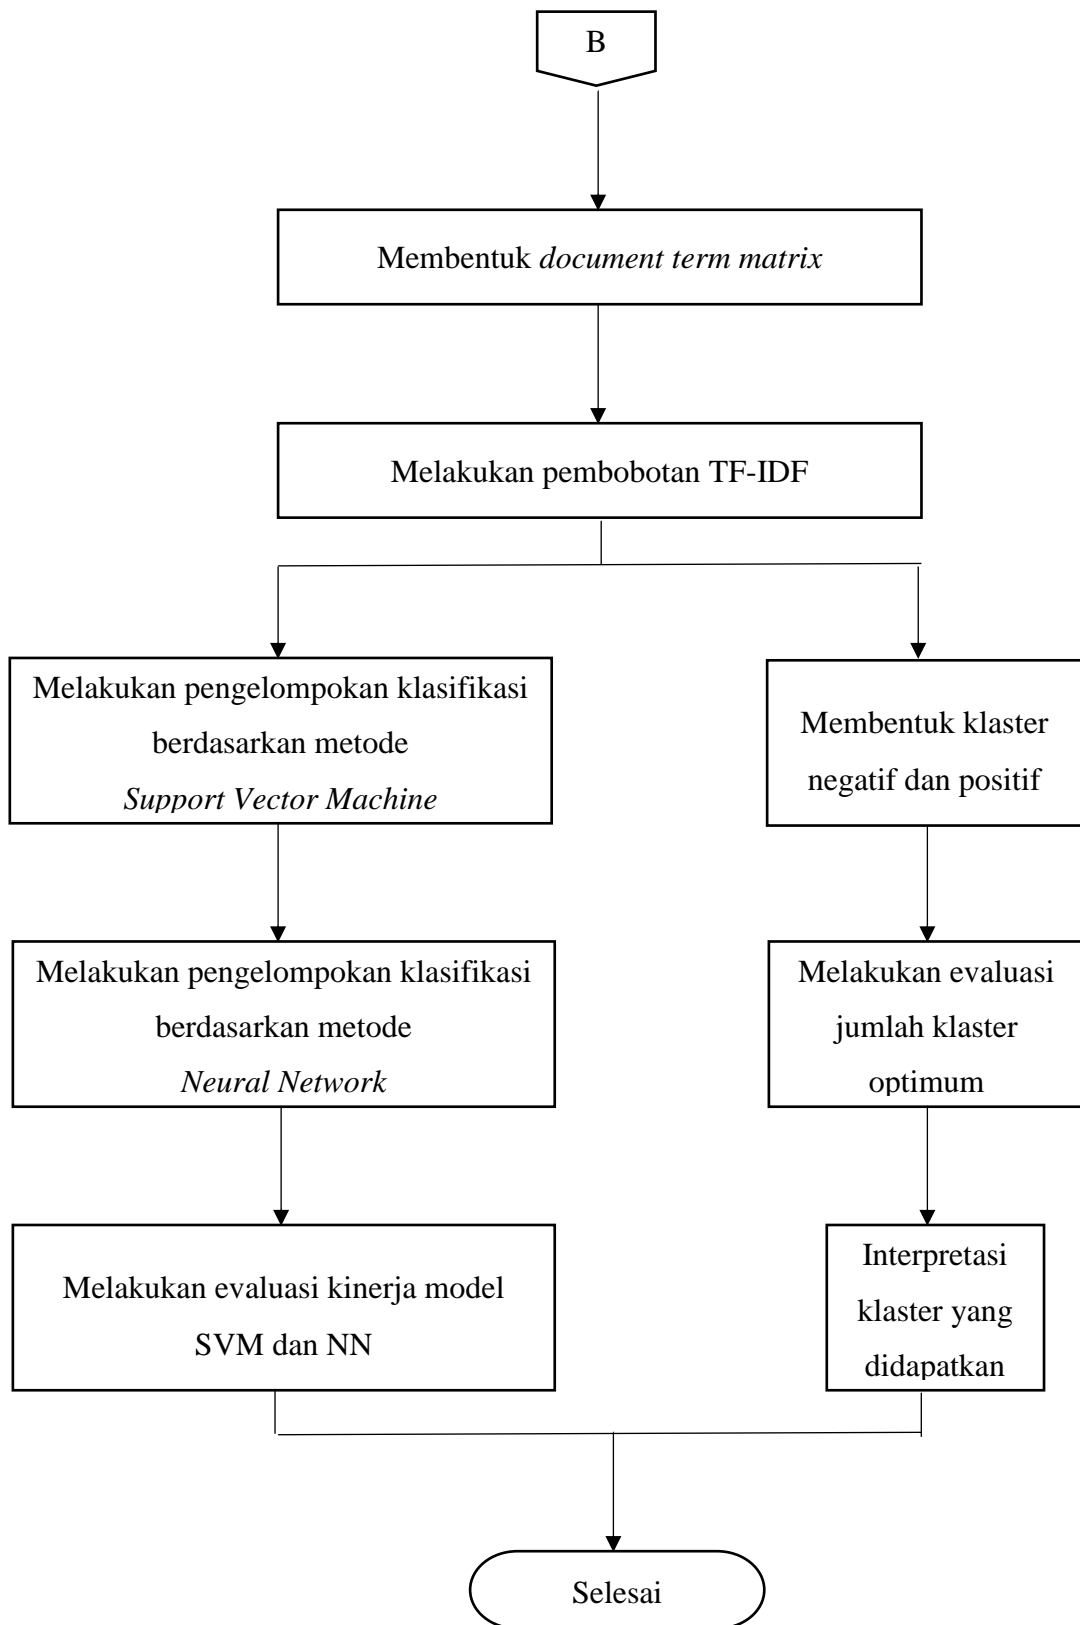 B
Membentuk document term matrix
Melakukan pembobotan TF-IDF
Melakukan pengelompokan klasifikasi
berdasarkan metode
Support Vector Machine
Membentuk klaster
negatif dan positif
Melakukan pengelompokan klasifikasi
berdasarkan metode
Neural Network
Melakukan evaluasi
jumlah klaster
optimum
Melakukan evaluasi kinerja model
SVM dan NN
Interpretasi
klaster yang
didapatkan
Selesai